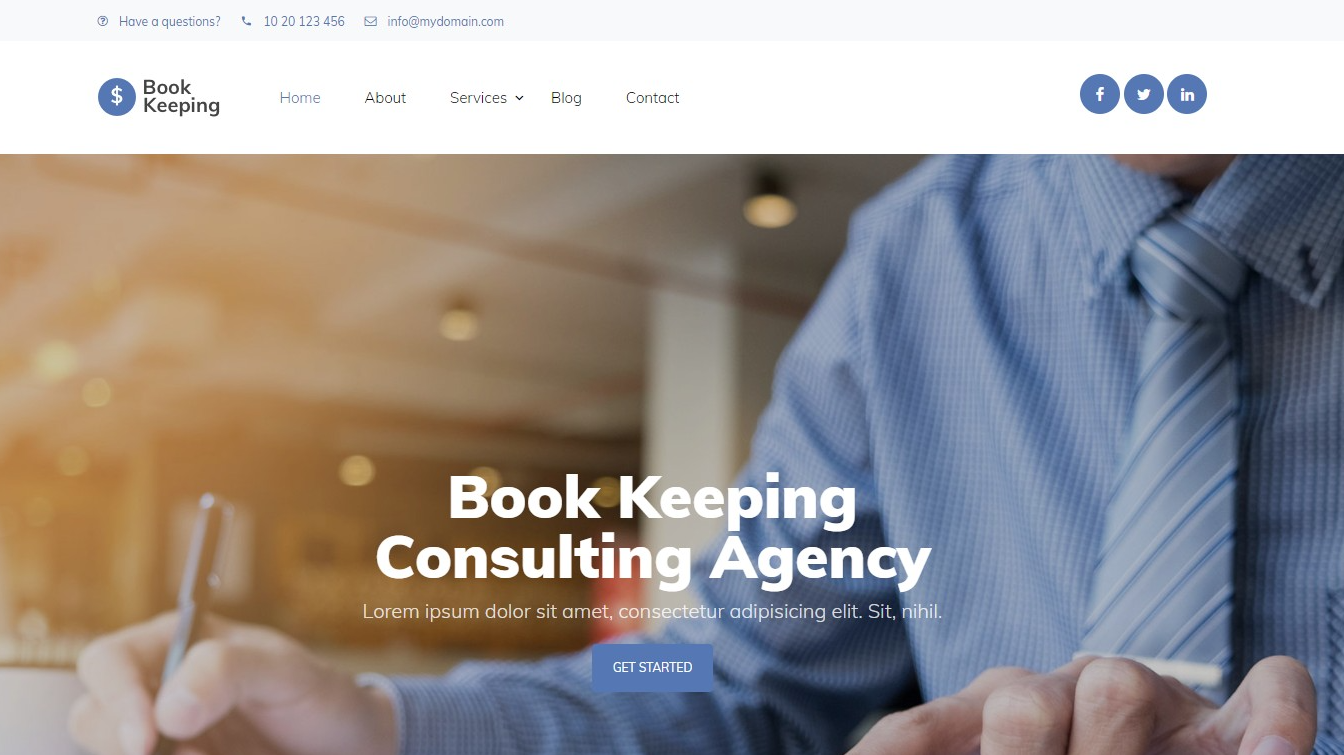 Have a questions? 10 20 123 456 info@mydomain.com
$ Book
Keeping
Home About Services Blog Contact
Book Keeping
Consulting Agency
Lorem ipsum dolor sit amet, consectetur adipisicing elit. Sit, nihil.
GET STARTED